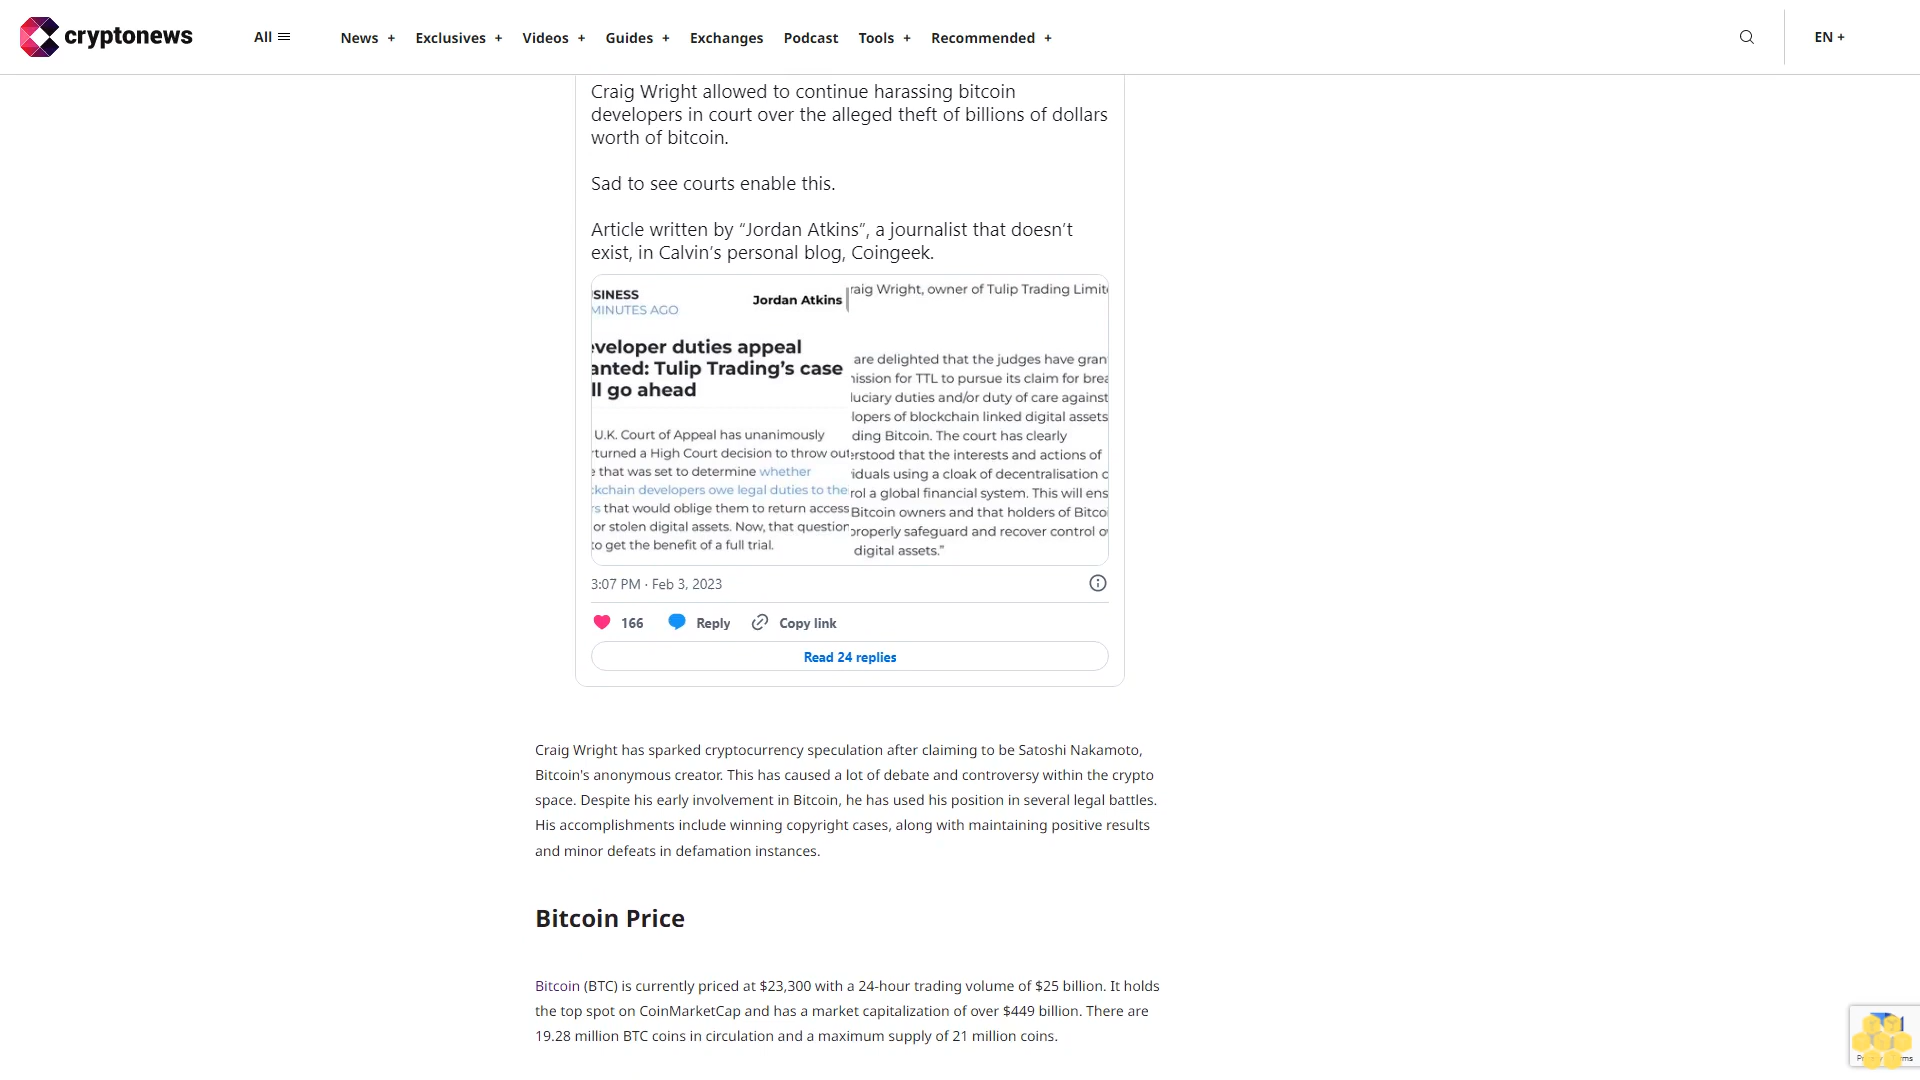 cryptonews
All
News +
Exclusives +
Videos +
Guides +
Exchanges
Podcast
Tools +
Recommended +
EN +
Craig Wright allowed to continue harassing bitcoin
developers in court over the alleged theft of billions of dollars
worth of bitcoin.
Sad to see courts enable this.
Article written by “Jordan Atkins”, a journalist that doesn’t
exist, in Calvin’s personal blog, Coingeek.
SINESS
MINUTES AGO
Jordan Atkins
eveloper duties appeal
anted: Tulip Trading’s case
ll go ahead
U.K. Court of Appeal has unanimously
turned a High Court decision to throw out
e that was set to determine whether
ckchain developers owe legal duties to the
rs that would oblige them to return access
or stolen digital assets. Now, that question
to get the benefit of a full trial.
raig Wright, owner of Tulip Trading Limite
are delighted that the judges have gran
nission for TTL to pursue its claim for brea
duciary duties and/or duty of care against
lopers of blockchain linked digital assets
ding Bitcoin. The court has clearly
erstood that the interests and actions of
viduals using a cloak of decentralisation c
rol a global financial system. This will ens
Bitcoin owners and that holders of Bitco
properly safeguard and recover control o
digital assets.”
3:07 PM · Feb 3, 2023
166
Reply
Copy link
Read 24 replies
Craig Wright has sparked cryptocurrency speculation after claiming to be Satoshi Nakamoto,
Bitcoin's anonymous creator. This has caused a lot of debate and controversy within the crypto
space. Despite his early involvement in Bitcoin, he has used his position in several legal battles.
His accomplishments include winning copyright cases, along with maintaining positive results
and minor defeats in defamation instances.
Bitcoin Price
Bitcoin (BTC) is currently priced at $23,300 with a 24-hour trading volume of $25 billion. It holds
the top spot on CoinMarketCap and has a market capitalization of over $449 billion. There are
19.28 million BTC coins in circulation and a maximum supply of 21 million coins.